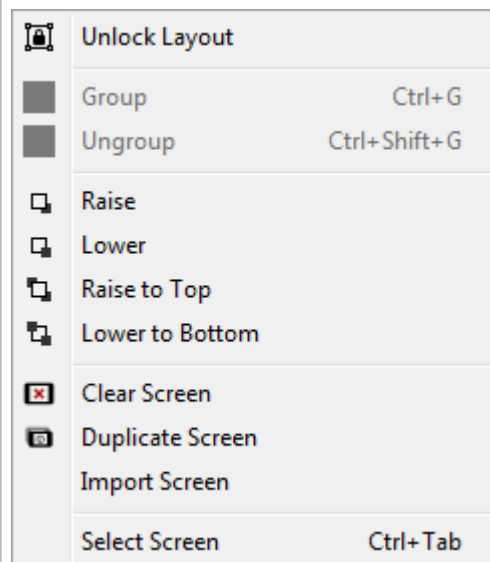 Unlock Layout
Group Ctrl+G
Ungroup Ctrl+Shift+G
Raise
Lower
Raise to Top
Lower to Bottom
Clear Screen
Duplicate Screen
Import Screen
Select Screen Ctrl+Tab